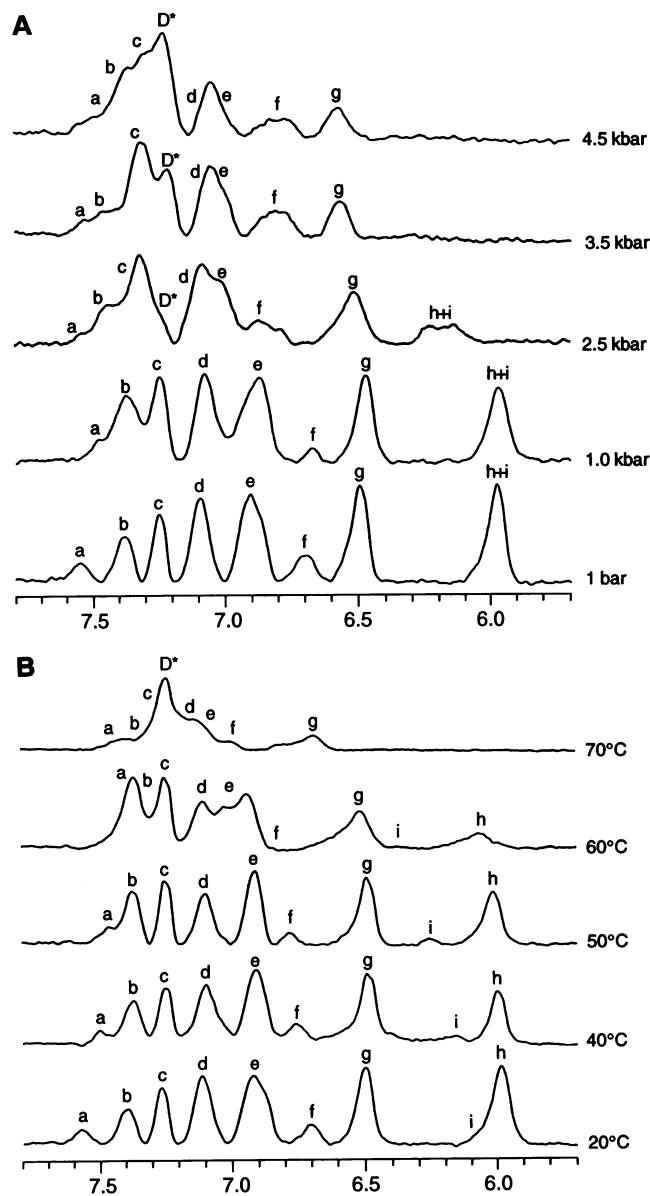 A
a b c D* d e f g 4.5 kbar
a b c D* d e f g 3.5 kbar
a b c D* d e f g h+i 2.5 kbar
a b c d e f g h+i 1.0 kbar
a b c d e f g h+i 1 bar
7.5 7.0 6.5 6.0
B
a b c D* d e f g 70°C
a b c d e f g i h 60°C
a b c d e f g i h 50°C
a b c d e f g i h 40°C
a b c d e f g i h 20°C
7.5 7.0 6.5 6.0